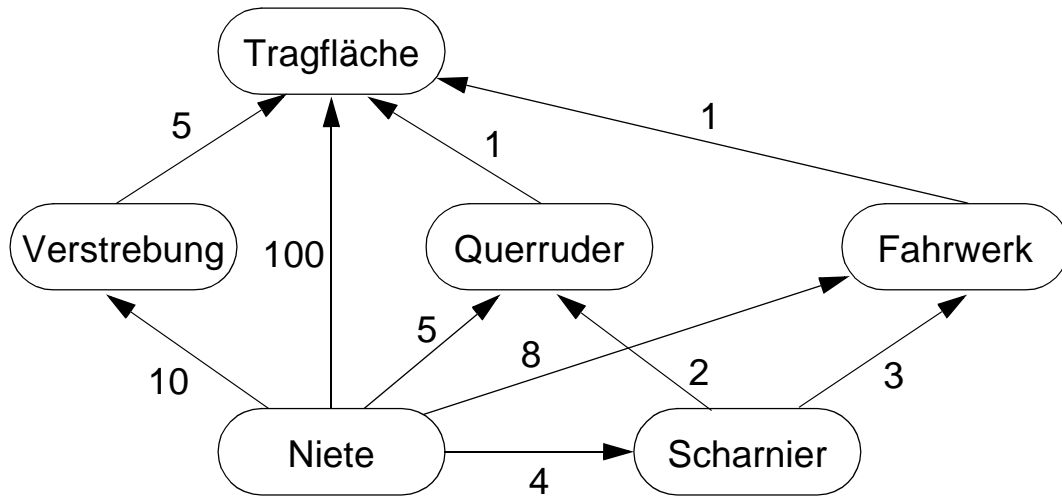 Tragfläche
5
1
1
Verstrebung
100
Querruder
Fahrwerk
10
5
8
2
3
Niete
Scharnier
4